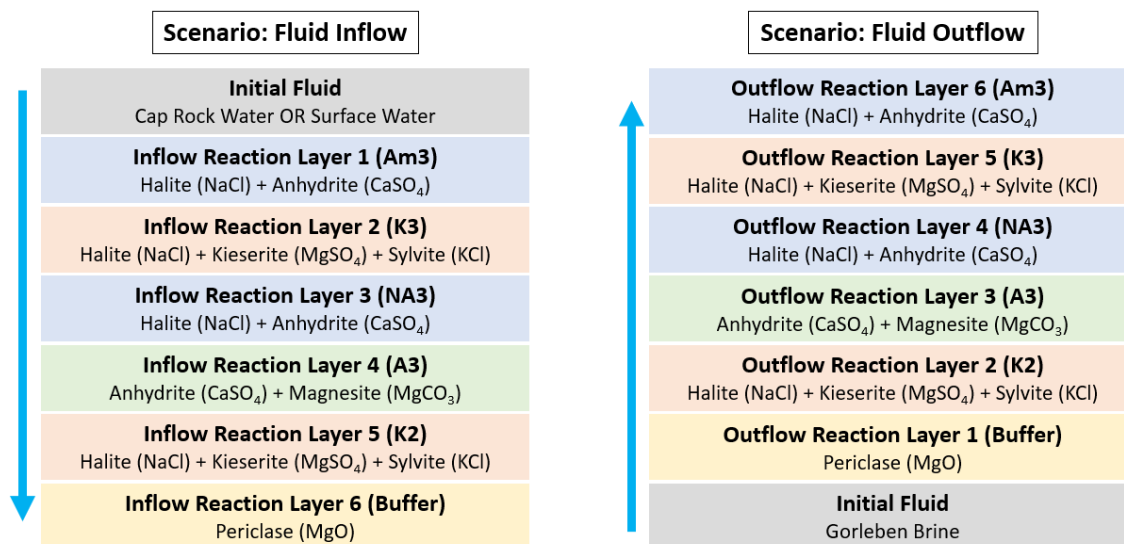 Scenario: Fluid Inflow
Initial Fluid
Cap Rock Water OR Surface Water
Inflow Reaction Layer 1 (Am3)
Halite (NaCl) + Anhydrite (CaSO₄)
Inflow Reaction Layer 2 (K3)
Halite (NaCl) + Kieserite (MgSO₄) + Sylvite (KCl)
Inflow Reaction Layer 3 (NA3)
Halite (NaCl) + Anhydrite (CaSO₄)
Inflow Reaction Layer 4 (A3)
Anhydrite (CaSO₄) + Magnesite (MgCO₃)
Inflow Reaction Layer 5 (K2)
Halite (NaCl) + Kieserite (MgSO₄) + Sylvite (KCl)
Inflow Reaction Layer 6 (Buffer)
Periclase (MgO)
Scenario: Fluid Outflow
Outflow Reaction Layer 6 (Am3)
Halite (NaCl) + Anhydrite (CaSO₄)
Outflow Reaction Layer 5 (K3)
Halite (NaCl) + Kieserite (MgSO₄) + Sylvite (KCl)
Outflow Reaction Layer 4 (NA3)
Halite (NaCl) + Anhydrite (CaSO₄)
Outflow Reaction Layer 3 (A3)
Anhydrite (CaSO₄) + Magnesite (MgCO₃)
Outflow Reaction Layer 2 (K2)
Halite (NaCl) + Kieserite (MgSO₄) + Sylvite (KCl)
Outflow Reaction Layer 1 (Buffer)
Periclase (MgO)
Initial Fluid
Gorleben Brine